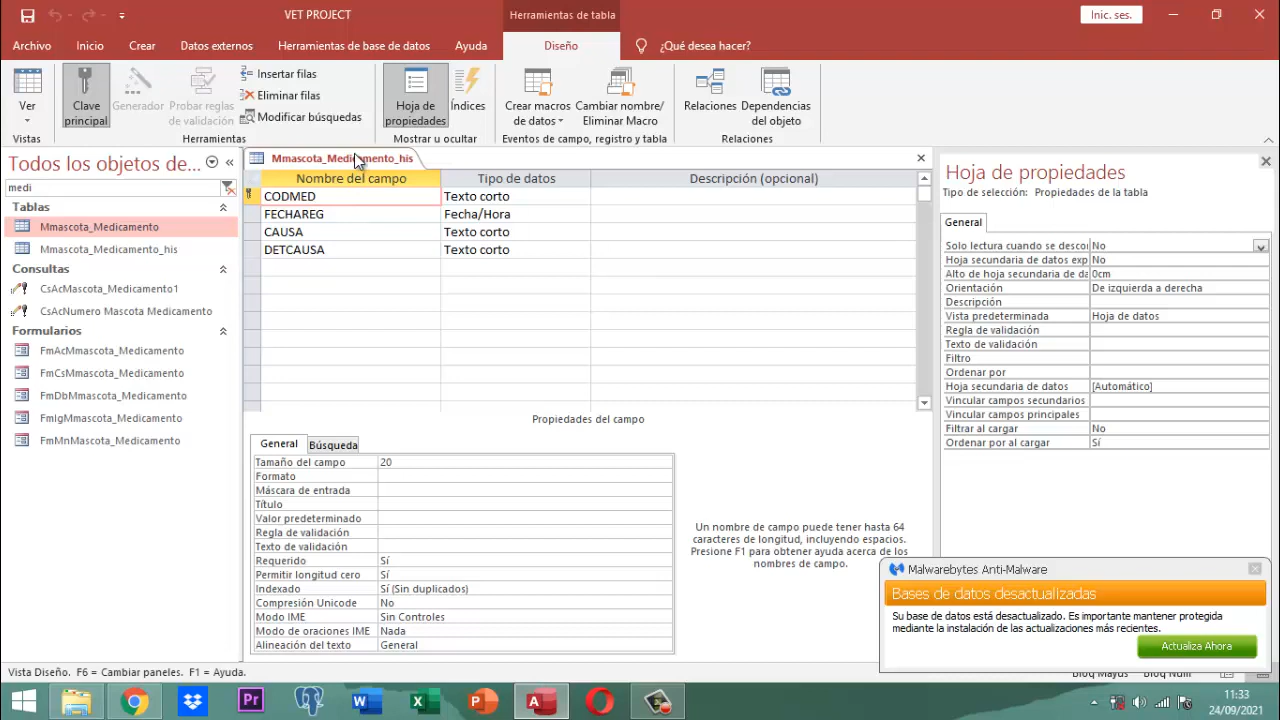 VET PROJECT
Herramientas de tabla
Inic. ses.
Archivo
Inicio
Crear
Datos externos
Herramientas de base de datos
Ayuda
Diseño
¿Qué desea hacer?
Ver
Clave principal
Generador
Probar reglas de validación
Insertar filas
Eliminar filas
Modificar búsquedas
Hoja de propiedades
Índices
Crear macros de datos
Cambiar nombre/ Eliminar Macro
Relaciones
Dependencias del objeto
Vistas
Herramientas
Mostrar u ocultar
Eventos de campo, registro y tabla
Relaciones
Todos los objetos de...
medi
Tablas
Mmascota_Medicamento
Mmascota_Medicamento_his
Consultas
CsAcMascota_Medicamento1
CsAcNumero Mascota Medicamento
Formularios
FmAcMmascota_Medicamento
FmCsMmascota_Medicamento
FmDbMmascota_Medicamento
FmIgMmascota_Medicamento
FmMnMascota_Medicamento
Mmascota_Medicamento_his
Nombre del campo Tipo de datos Descripción (opcional)
CODMED Texto corto
FECHAREG Fecha/Hora
CAUSA Texto corto
DETCAUSA Texto corto
Propiedades del campo
General Búsqueda
Tamaño del campo 20
Formato
Máscara de entrada
Título
Valor predeterminado
Regla de validación
Texto de validación
Requerido Sí
Permitir longitud cero Sí
Indexado Sí (Sin duplicados)
Compresión Unicode No
Modo IME Sin Controles
Modo de oraciones IME Nada
Alineación del texto General
Un nombre de campo puede tener hasta 64
caracteres de longitud, incluyendo espacios.
Presione F1 para obtener ayuda acerca de los
nombres de campo.
Hoja de propiedades
Tipo de selección: Propiedades de la tabla
General
Solo lectura cuando se descon No
Hoja secundaria de datos exp No
Alto de hoja secundaria de da 0cm
Orientación De izquierda a derecha
Descripción
Vista predeterminada Hoja de datos
Regla de validación
Texto de validación
Filtro
Ordenar por
Hoja secundaria de datos [Automático]
Vincular campos secundarios
Vincular campos principales
Filtrar al cargar No
Ordenar por al cargar Sí
Malwarebytes Anti-Malware
Bases de datos desactualizadas
Su base de datos está desactualizado. Es importante mantener protegida
mediante la instalación de las actualizaciones más recientes.
Actualiza Ahora
Vista Diseño. F6 = Cambiar paneles. F1 = Ayuda.
Bloq Mayús Bloq Núm
11:33
24/09/2021